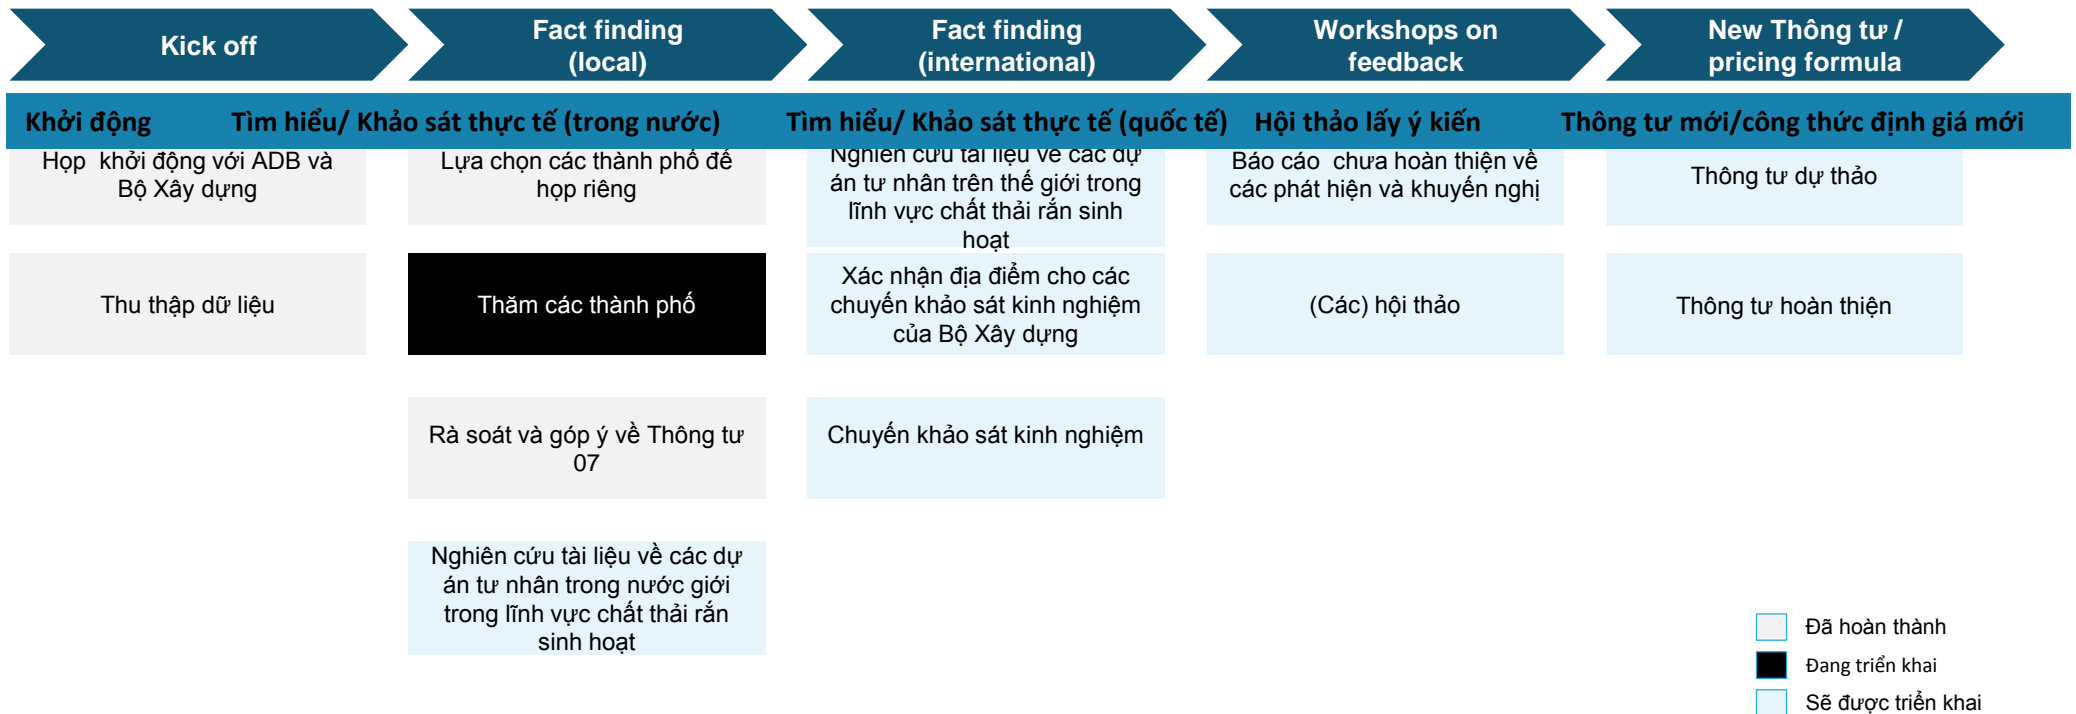 Kick off
Fact finding
(local)
Fact finding
(international)
Workshops on
feedback
New Thông tư /
pricing formula
Khởi động
Tìm hiểu/ Khảo sát thực tế (trong nước)
Tìm hiểu/ Khảo sát thực tế (quốc tế)
Hội thảo lấy ý kiến
Thông tư mới/công thức định giá mới
Họp khởi động với ADB và
Bộ Xây dựng
Lựa chọn các thành phố để
họp riêng
Nghiên cứu tài liệu về các dự
án tư nhân trên thế giới trong
lĩnh vực chất thải rắn sinh
hoạt
Báo cáo chưa hoàn thiện về
các phát hiện và khuyến nghị
Thông tư dự thảo
Thu thập dữ liệu
Thăm các thành phố
Xác nhận địa điểm cho các
chuyến khảo sát kinh nghiệm
của Bộ Xây dựng
(Các) hội thảo
Thông tư hoàn thiện
Rà soát và góp ý về Thông tư
07
Chuyến khảo sát kinh nghiệm
Nghiên cứu tài liệu về các dự
án tư nhân trong nước giới
trong lĩnh vực chất thải rắn
sinh hoạt
Đã hoàn thành
Đang triển khai
Sẽ được triển khai